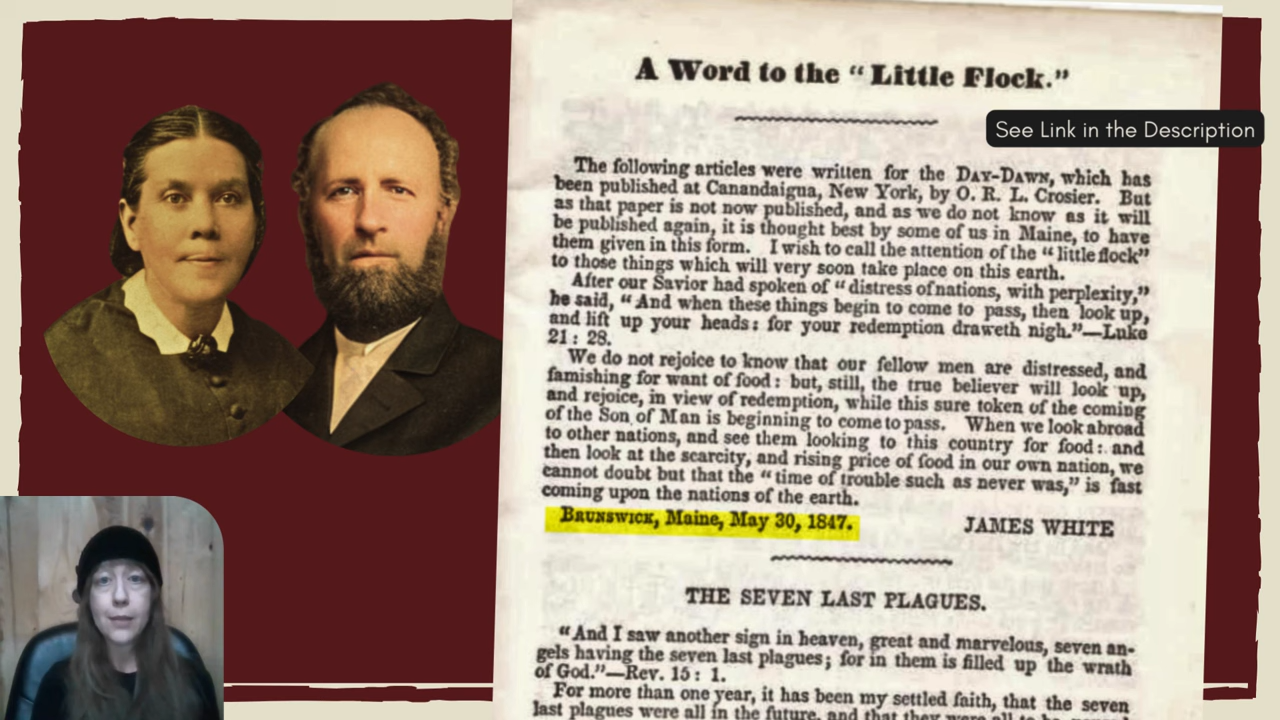 A Word to the “Little Flock.”
See Link in the Description
The following articles were written for the DAY-DAWN, which has
been published at Canandaigua, New York, by O. R. L. Crosier. But
as that paper is not now published, and as we do not know as it will
be published again, it is thought best by some of us in Maine, to have
them given in this form. I wish to call the attention of the “little flock”
to those things which will very soon take place on this earth.
After our Savior had spoken of “distress of nations, with perplexity,”
he said, “And when these things begin to come to pass, then look up,
and lift up your heads: for your redemption draweth nigh.”—Luke
21: 28.
We do not rejoice to know that our fellow men are distressed, and
famishing for want of food: but, still, the true believer will look up,
and rejoice, in view of redemption, while this sure token of the coming
of the Son of Man is beginning to come to pass. When we look abroad
to other nations, and see them looking to this country for food: and
then look at the scarcity, and rising price of food in our own nation, we
cannot doubt but that the “time of trouble such as never was,” is fast
coming upon the nations of the earth.
BRUNSWICK, Maine, May 30, 1847. JAMES WHITE
THE SEVEN LAST PLAGUES.
“And I saw another sign in heaven, great and marvelous, seven an-
gels having the seven last plagues; for in them is filled up the wrath
of God.”—Rev. 15: 1.
For more than one year, it has been my settled faith, that the seven
last plagues were all in the future, and that they were all to be